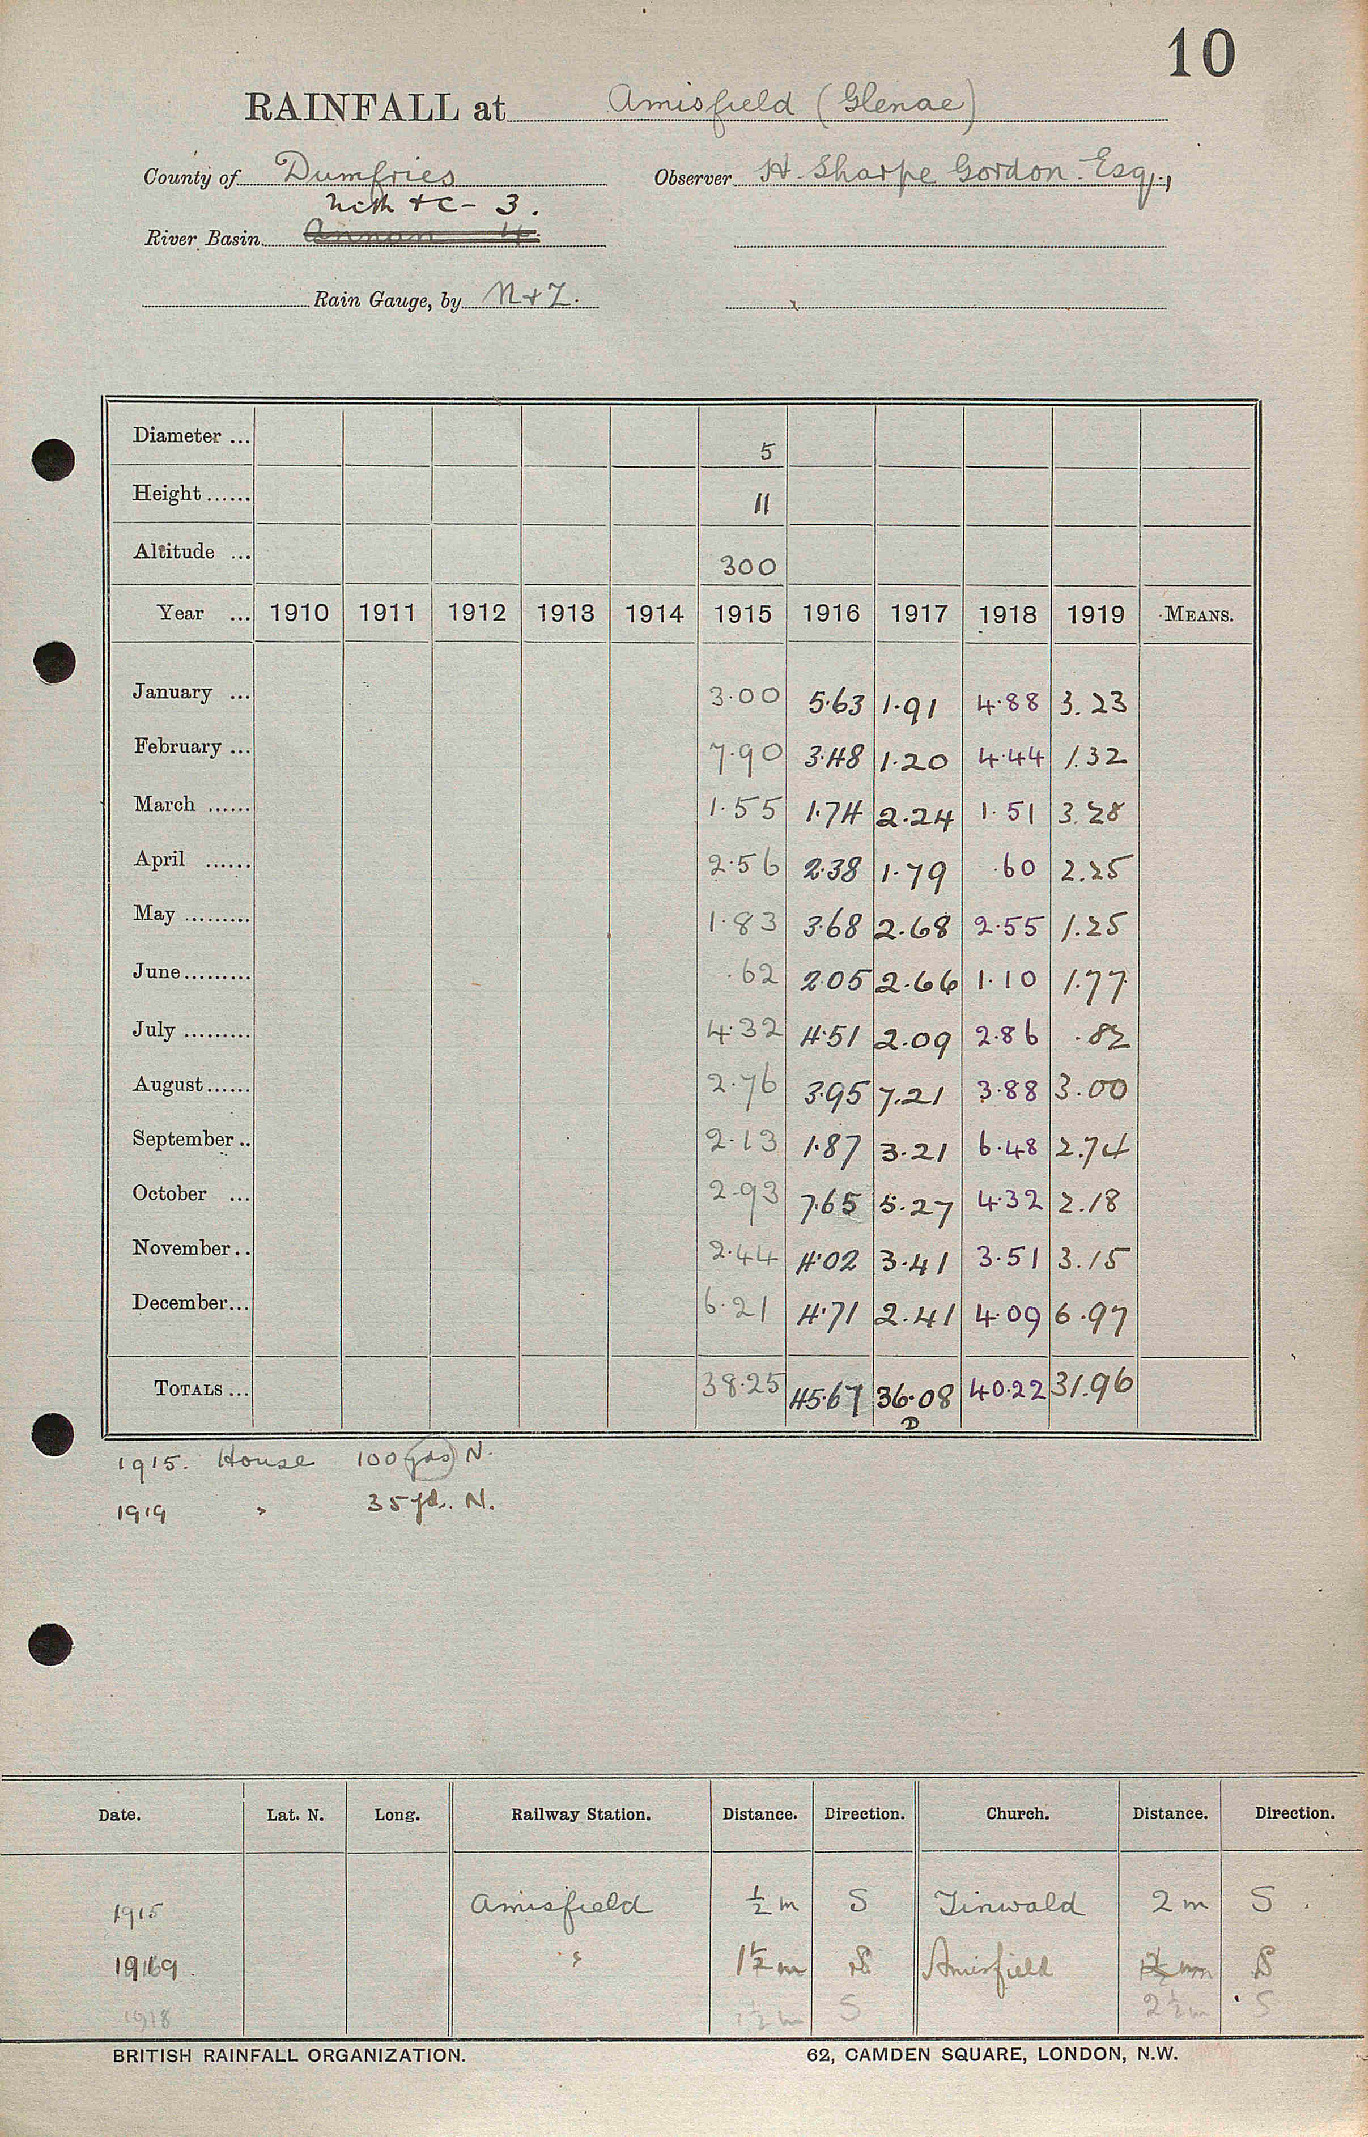 10
RAINFALL at Amisfield (Glenae)
County of Dumfries Observer H. Sharpe Gordon. Esq.,
Nith + C - 3.
River Basin Annan 4
Rain Gauge, by N + Z.
Diameter ... 5
Height ...... 11
Altitude ... 300
Year ... 1910 1911 1912 1913 1914 1915 1916 1917 1918 1919 MEANS.
January ... 3.00 5.63 1.91 4.88 3.23
February ... 7.90 3.48 1.20 4.44 1.32
March ...... 1.55 1.74 2.24 1.51 3.28
April ...... 2.56 2.38 1.79 .60 2.25
May ......... 1.83 3.68 2.68 2.55 1.25
June......... .62 2.05 2.66 1.10 1.77
July ......... 4.32 4.51 2.09 2.86 .82
August...... 2.76 3.95 7.21 3.88 3.00
September .. 2.13 1.87 3.21 6.48 2.74
October ... 2.93 7.65 5.27 4.32 2.18
November .. 2.44 4.02 3.41 3.51 3.15
December... 6.21 4.71 2.41 4.09 6.97
TOTALS ... 38.25 45.67 36.08 40.22 31.96
D
1915. House 100 yds N.
1919 " 35 yd. N.
Date. Lat. N. Long. Railway Station. Distance. Direction. Church. Distance. Direction.
1915 Amisfield ½ m S Tinwald 2 m S.
1919 " 1½ m S Amisfield S
1918 1½ m S 2½ m S
BRITISH RAINFALL ORGANIZATION. 62, CAMDEN SQUARE, LONDON, N.W.